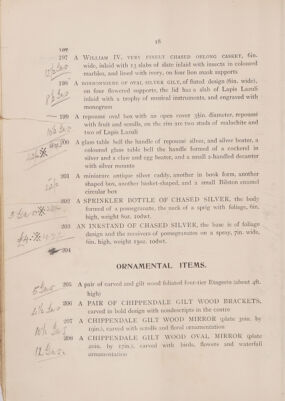 18
197 A WILLIAM IV. VERY FINELY CHASED OBLONG CASKET, 6in.
wide, inlaid with 15 slabs of slate inlaid with insects in coloured
marbles, and lined with ivory, on four lion mask supports
198 A BONBONNIERE OF OVAL SILVER GILT, of fluted design (6in. wide),
on four flowered supports, the lid has a slab of Lapis Lazuli
inlaid with a trophy of musical instruments, and engraved with
monogram
199 A repousse oval box with an open cover 3½in. diameter, repoussé
with fruit and scrolls, on the rim are two studs of malachite and
two of Lapis Lazuli
200 A glass table bell the handle of repoussé silver, and silver beater, a
coloured glass table bell the handle formed of a cockerel in
silver and a claw and egg beater, and a small 2-handled decanter
with silver mounts
201 A miniature antique silver caddy, another in book form, another
shaped box, another basket-shaped, and a small Bilston enamel
circular box
202 A SPRINKLER BOTTLE OF CHASED SILVER, the body
formed of a pomegranate, the neck of a sprig with foliage, 6in.
high, weight 8oz. 10dwt.
203 AN INKSTAND OF CHASED SILVER, the base is of foliage
design and the receivers of pomegranates on a spray, 7in. wide,
6in. high, weight 13oz. 10dwt.
204
ORNAMENTAL ITEMS.
205 A pair of carved and gilt wood foliated four-tier Etagerès (about 4ft.
high)
206 A PAIR OF CHIPPENDALE GILT WOOD BRACKETS,
carved in bold design with nondescripts in the centre
207 A CHIPPENDALE GILT WOOD MIRROR (plate 30in. by
19in.), carved with scrolls and floral ornamentation
208 A CHIPPENDALE GILT WOOD OVAL MIRROR (plate
20in. by 17in.), carved with birds, flowers and waterfall
ornamentation